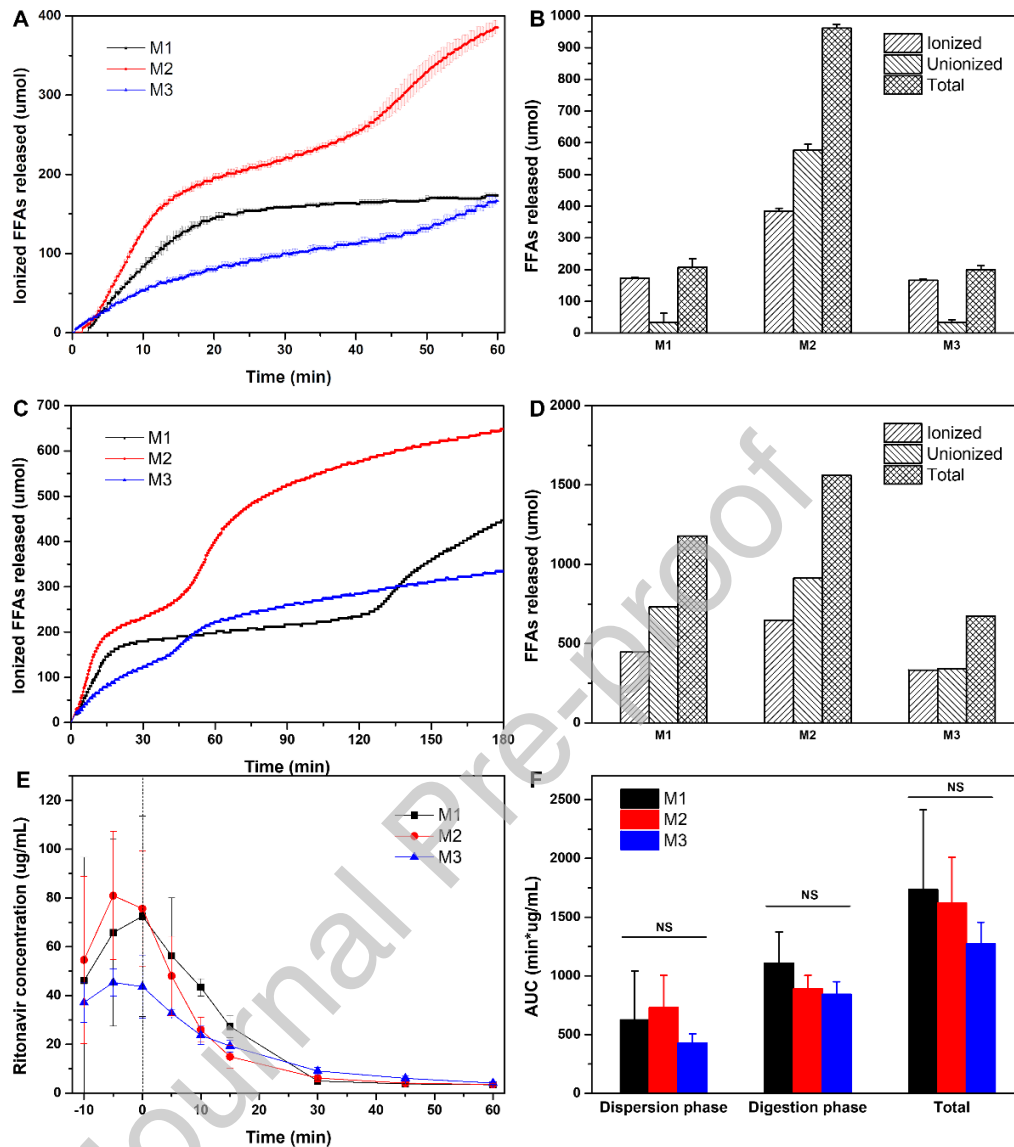 A
M1
M2
M3
Ionized FFAs released (umol)
400
300
200
100
0
0 10 20 30 40 50 60
Time (min)
B
Ionized
Unionized
Total
FFAs released (umol)
1000
900
800
700
600
500
400
300
200
100
0
M1 M2 M3
C
M1
M2
M3
Ionized FFAs released (umol)
700
600
500
400
300
200
100
0
0 30 60 90 120 150 180
Time (min)
D
Ionized
Unionized
Total
FFAs released (umol)
2000
1500
1000
500
0
M1 M2 M3
E
M1
M2
M3
Ritonavir concentration (ug/mL)
120
100
80
60
40
20
0
-10 0 10 20 30 40 50 60
Time (min)
F
M1
M2
M3
NS
NS
NS
AUC (min*ug/mL)
2500
2000
1500
1000
500
0
Dispersion phase Digestion phase Total
Journal Pre-proof